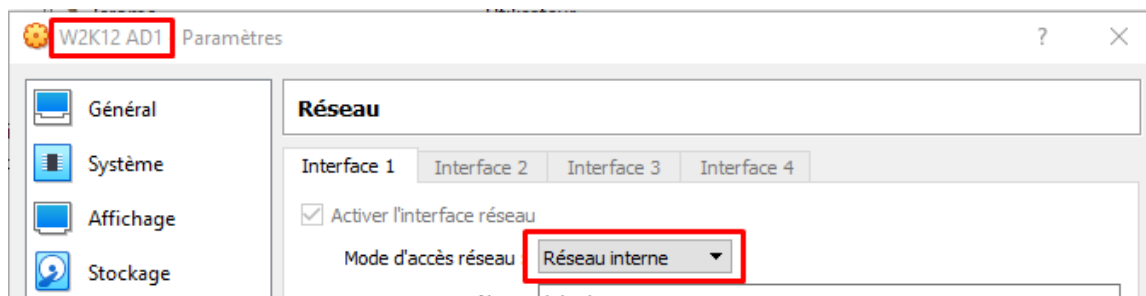 W2K12 AD1 Paramètres ? ×
Général
Réseau
Système
Interface 1 Interface 2 Interface 3 Interface 4
Activer l'interface réseau
Affichage
Mode d'accès réseau : Réseau interne
Stockage